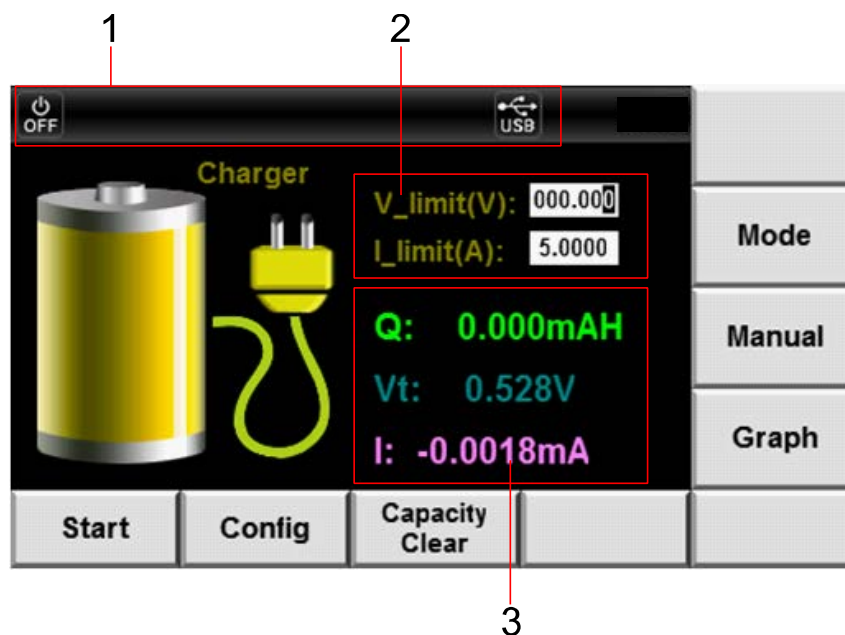 1 2
OFF USB
Charger
V_limit(V): 000.000
I_limit(A): 5.0000
Mode
Q: 0.000mAH
Manual
Vt: 0.528V
I: -0.0018mA
Graph
Start Config Capacity Clear
3